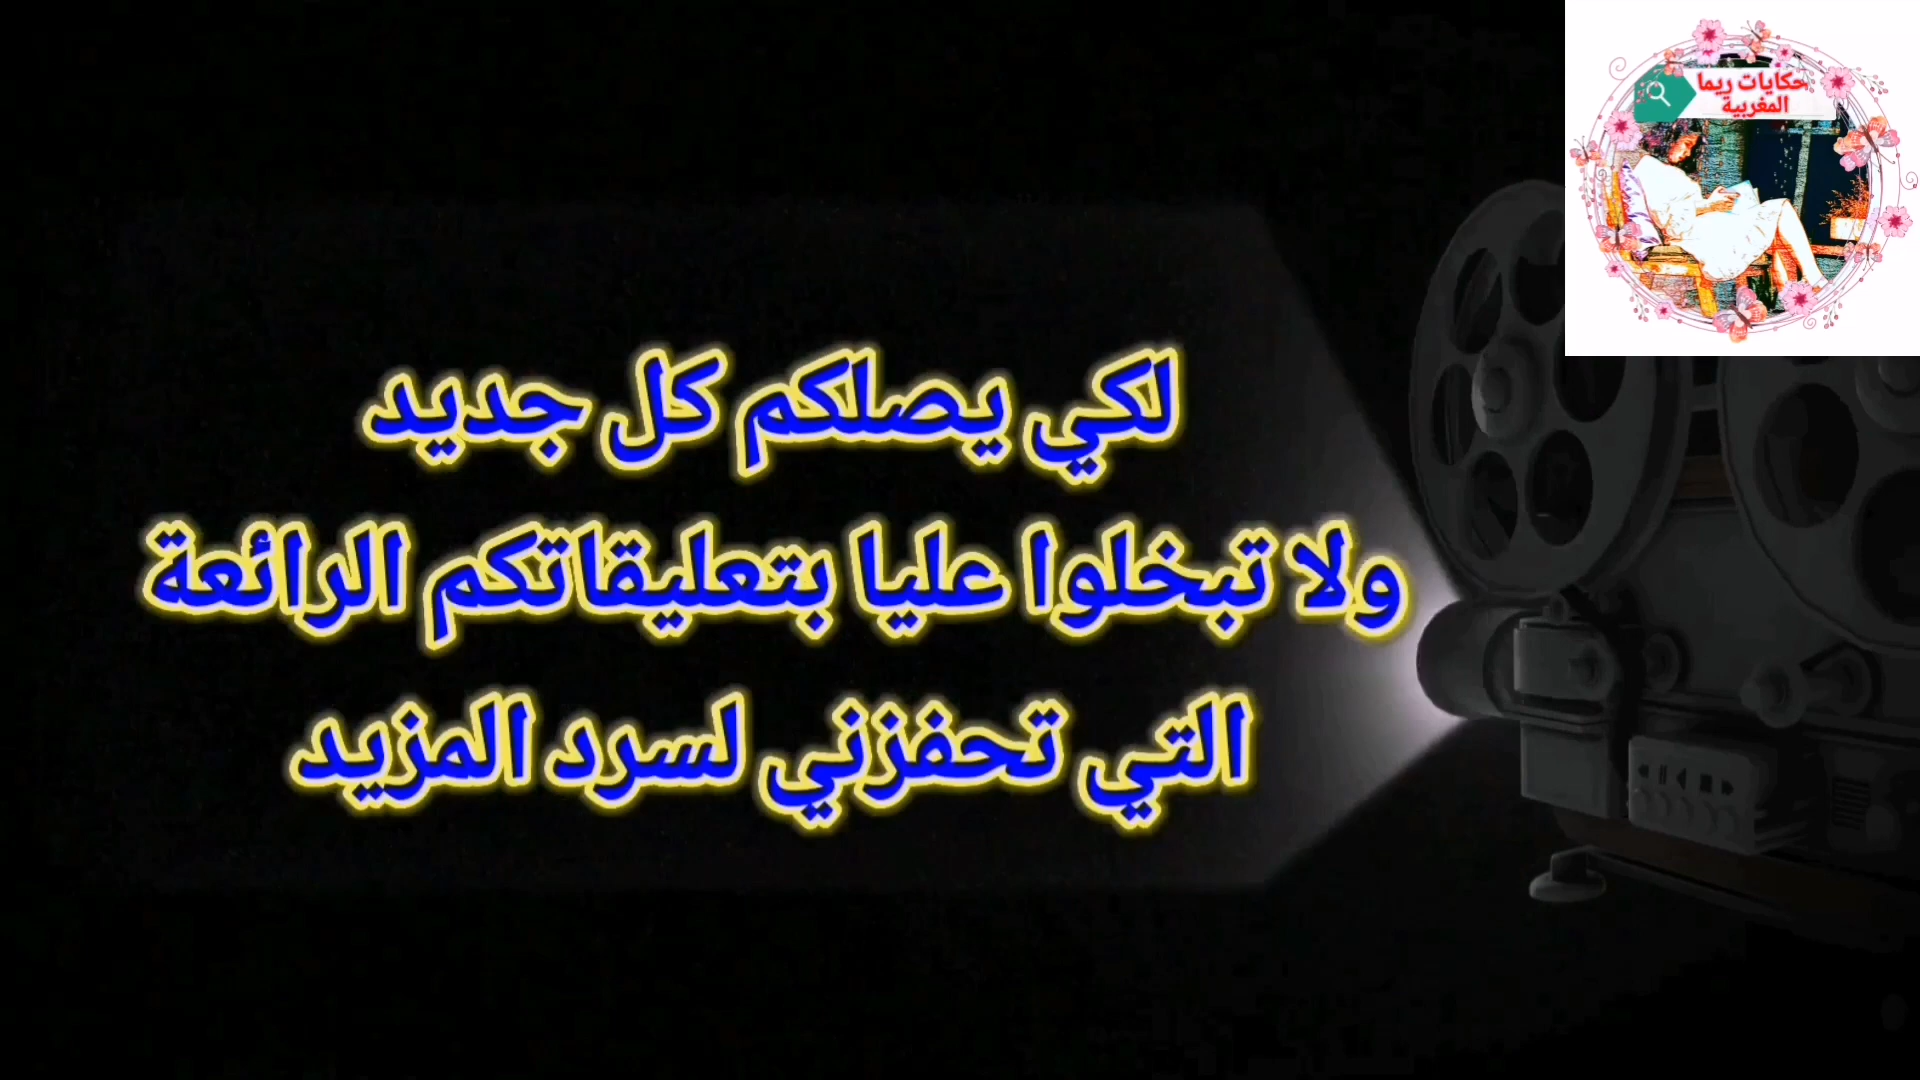 حكايات ريما
المغربية
لكي يصلكم كل جديد
ولا تبخلوا عليا بتعليقاتكم الرائعة
التي تحفزني لسرد المزيد